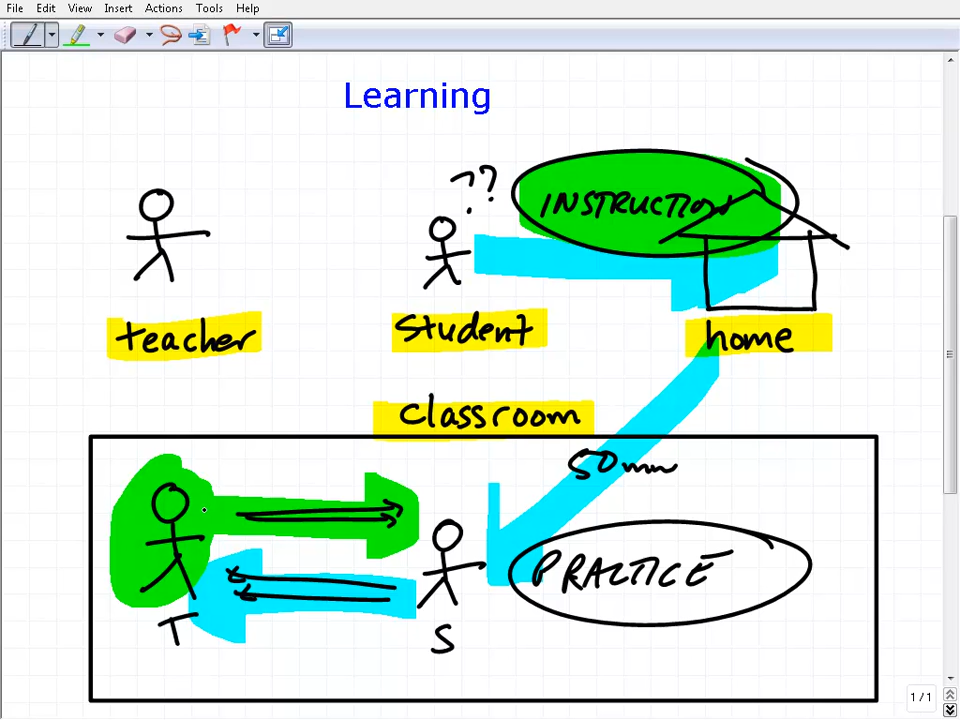 File Edit View Insert Actions Tools Help
Learning
??
INSTRUCTION
teacher
Student
home
classroom
50min
PRACTICE
T
S
1 / 1